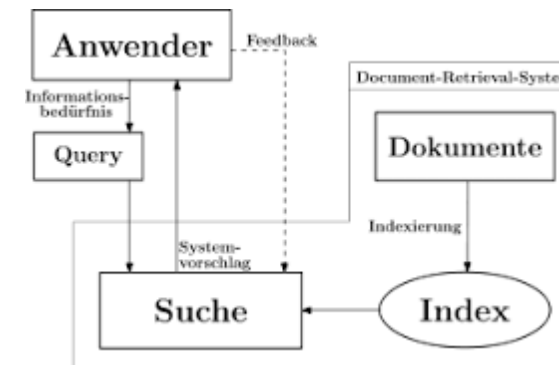 Anwender
Feedback
Document-Retrieval-Syste
Informations-
bedürfnis
Query
Dokumente
Indexierung
System-
vorschlag
Suche
Index